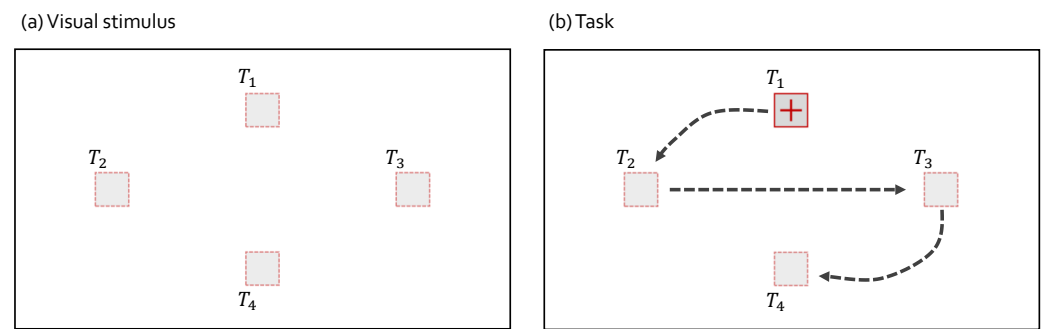 (a) Visual stimulus
T₁
T₂
T₃
T₄
(b) Task
T₁
T₂
T₃
T₄